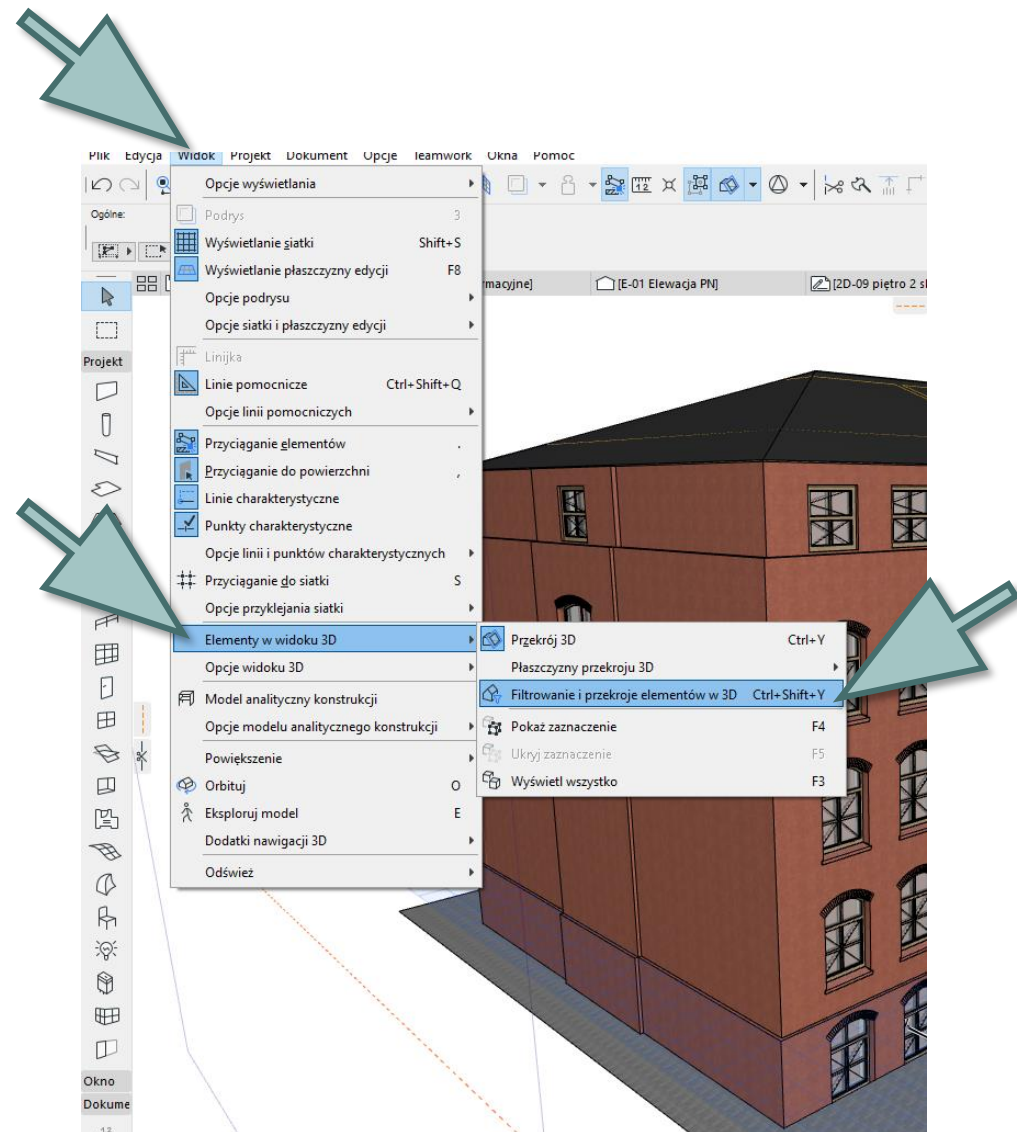 Plik Edycja Widok Projekt Dokument Opcje Teamwork Okna Pomoc
Ogólne:
Opcje wyświetlania
Podrys 3
Wyświetlanie siatki Shift+S
Wyświetlanie płaszczyzny edycji F8
Opcje podrysu
Opcje siatki i płaszczyzny edycji
Linijka
Linie pomocnicze Ctrl+Shift+Q
Opcje linii pomocniczych
Przyciąganie elementów .
Przyciąganie do powierzchni ,
Linie charakterystyczne
Punkty charakterystyczne
Opcje linii i punktów charakterystycznych
Przyciąganie do siatki S
Opcje przyklejania siatki
Elementy w widoku 3D
Opcje widoku 3D
Model analityczny konstrukcji
Opcje modelu analitycznego konstrukcji
Powiększenie
Orbituj O
Eksploruj model E
Dodatki nawigacji 3D
Odśwież
Przekrój 3D Ctrl+Y
Płaszczyzny przekroju 3D
Filtrowanie i przekroje elementów w 3D Ctrl+Shift+Y
Pokaż zaznaczenie F4
Ukryj zaznaczenie F5
Wyświetl wszystko F3
macyjne]
[E-01 Elewacja PN]
[2D-09 piętro 2 sl
Projekt
Okno
Dokume